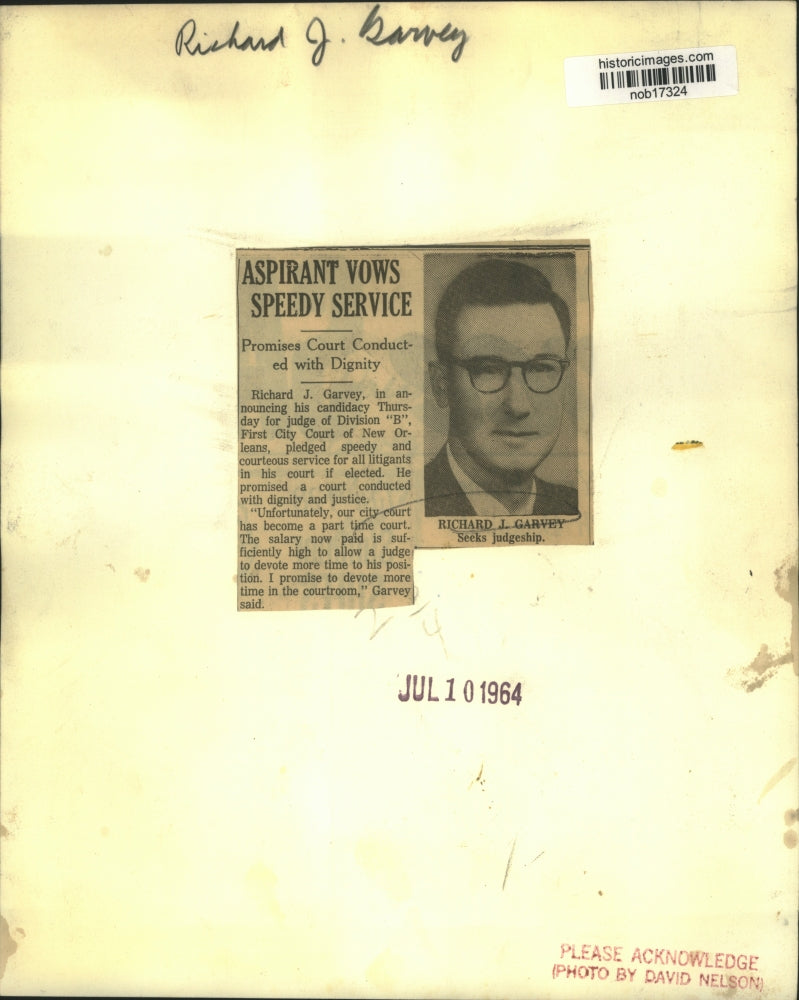 Richard J. Garvey
historicimages.com
nob17324
ASPIRANT VOWS
SPEEDY SERVICE
Promises Court Conduct-
ed with Dignity
Richard J. Garvey, in an-
nouncing his candidacy Thurs-
day for judge of Division "B",
First City Court of New Or-
leans, pledged speedy and
courteous service for all litigants
in his court if elected. He
promised a court conducted
with dignity and justice.
"Unfortunately, our city court
has become a part time court.
The salary now paid is suf-
ficiently high to allow a judge
to devote more time to his posi-
tion. I promise to devote more
time in the courtroom," Garvey
said.
RICHARD J. GARVEY
Seeks judgeship.
JUL 10 1964
PLEASE ACKNOWLEDGE
(PHOTO BY DAVID NELSON)